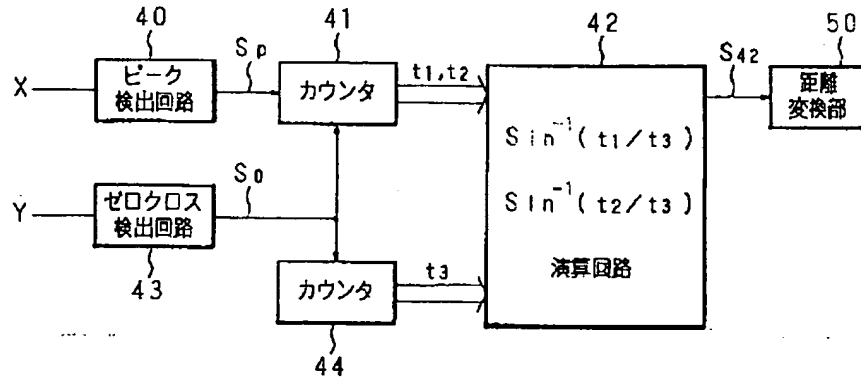 40
41
42
50
Sp
t1,t2
S42
X
ピーク
検出回路
カウンタ
距離
変換部
Sin⁻¹(t1/t3)
S0
Y
ゼロクロス
検出回路
Sin⁻¹(t2/t3)
43
t3
カウンタ
演算回路
44